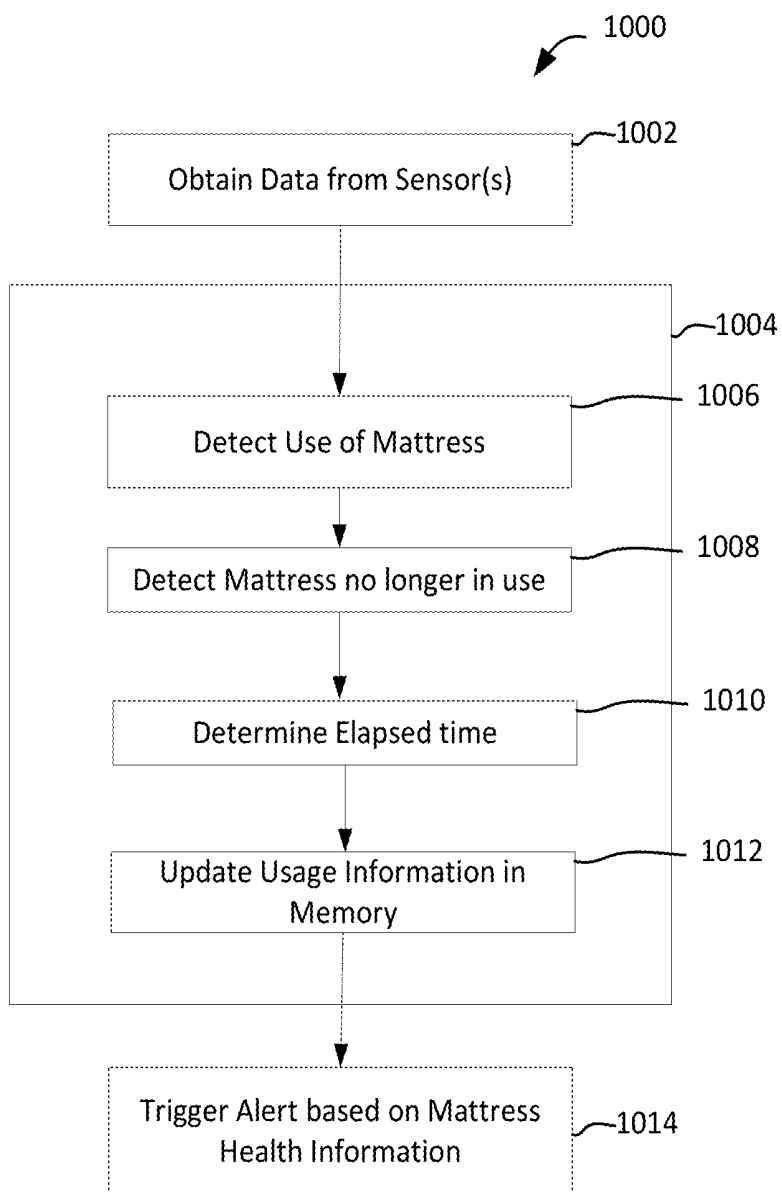 1000
1002
Obtain Data from Sensor(s)
1004
1006
Detect Use of Mattress
1008
Detect Mattress no longer in use
1010
Determine Elapsed time
1012
Update Usage Information in
Memory
Trigger Alert based on Mattress
Health Information
1014